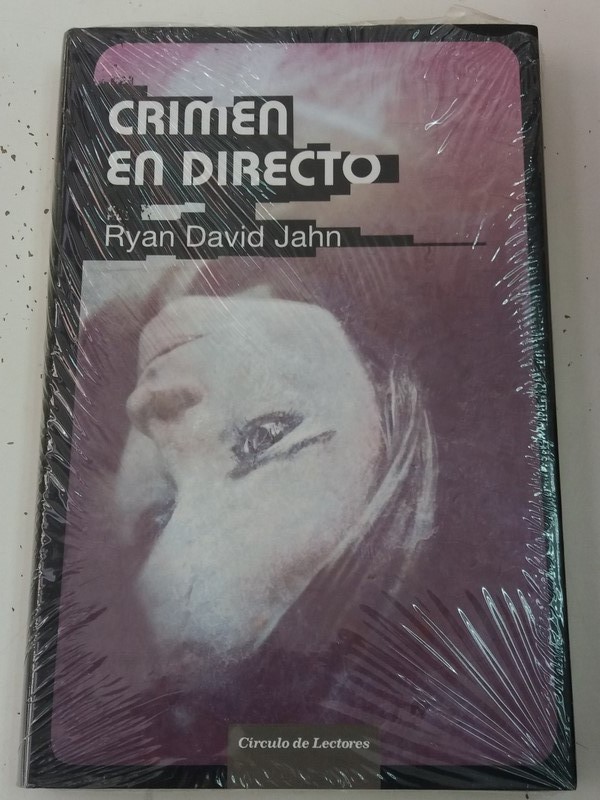 CRIMEN
EN DIRECTO
Ryan David Jahn
Círculo de Lectores